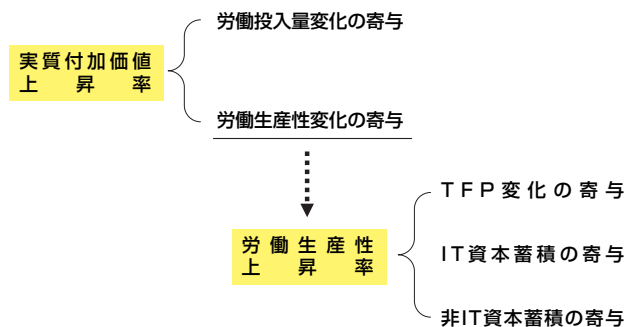 労働投入量変化の寄与
実質付加価値
上昇率
労働生産性変化の寄与
TFP変化の寄与
労働生産性
上昇率
IT資本蓄積の寄与
非IT資本蓄積の寄与